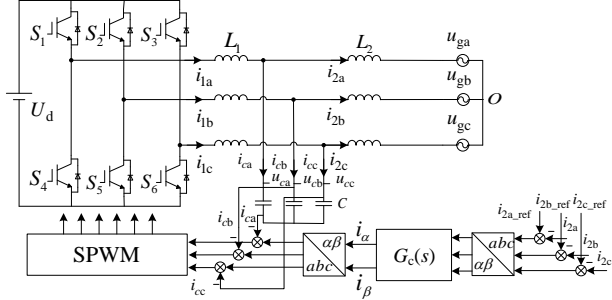 S1 S2 S3 L1 L2 uga
i1a i2a ugb
Ud i1b i2b ugc O
i1c ica icb icc i2c
S4 S5 S6 uca ucb ucc
C
icb ica
SPWM αβ abc iα Gc(s) abc αβ
iβ
icc
i2a_ref i2b_ref i2c_ref
i2a i2b i2c
- - - - - -